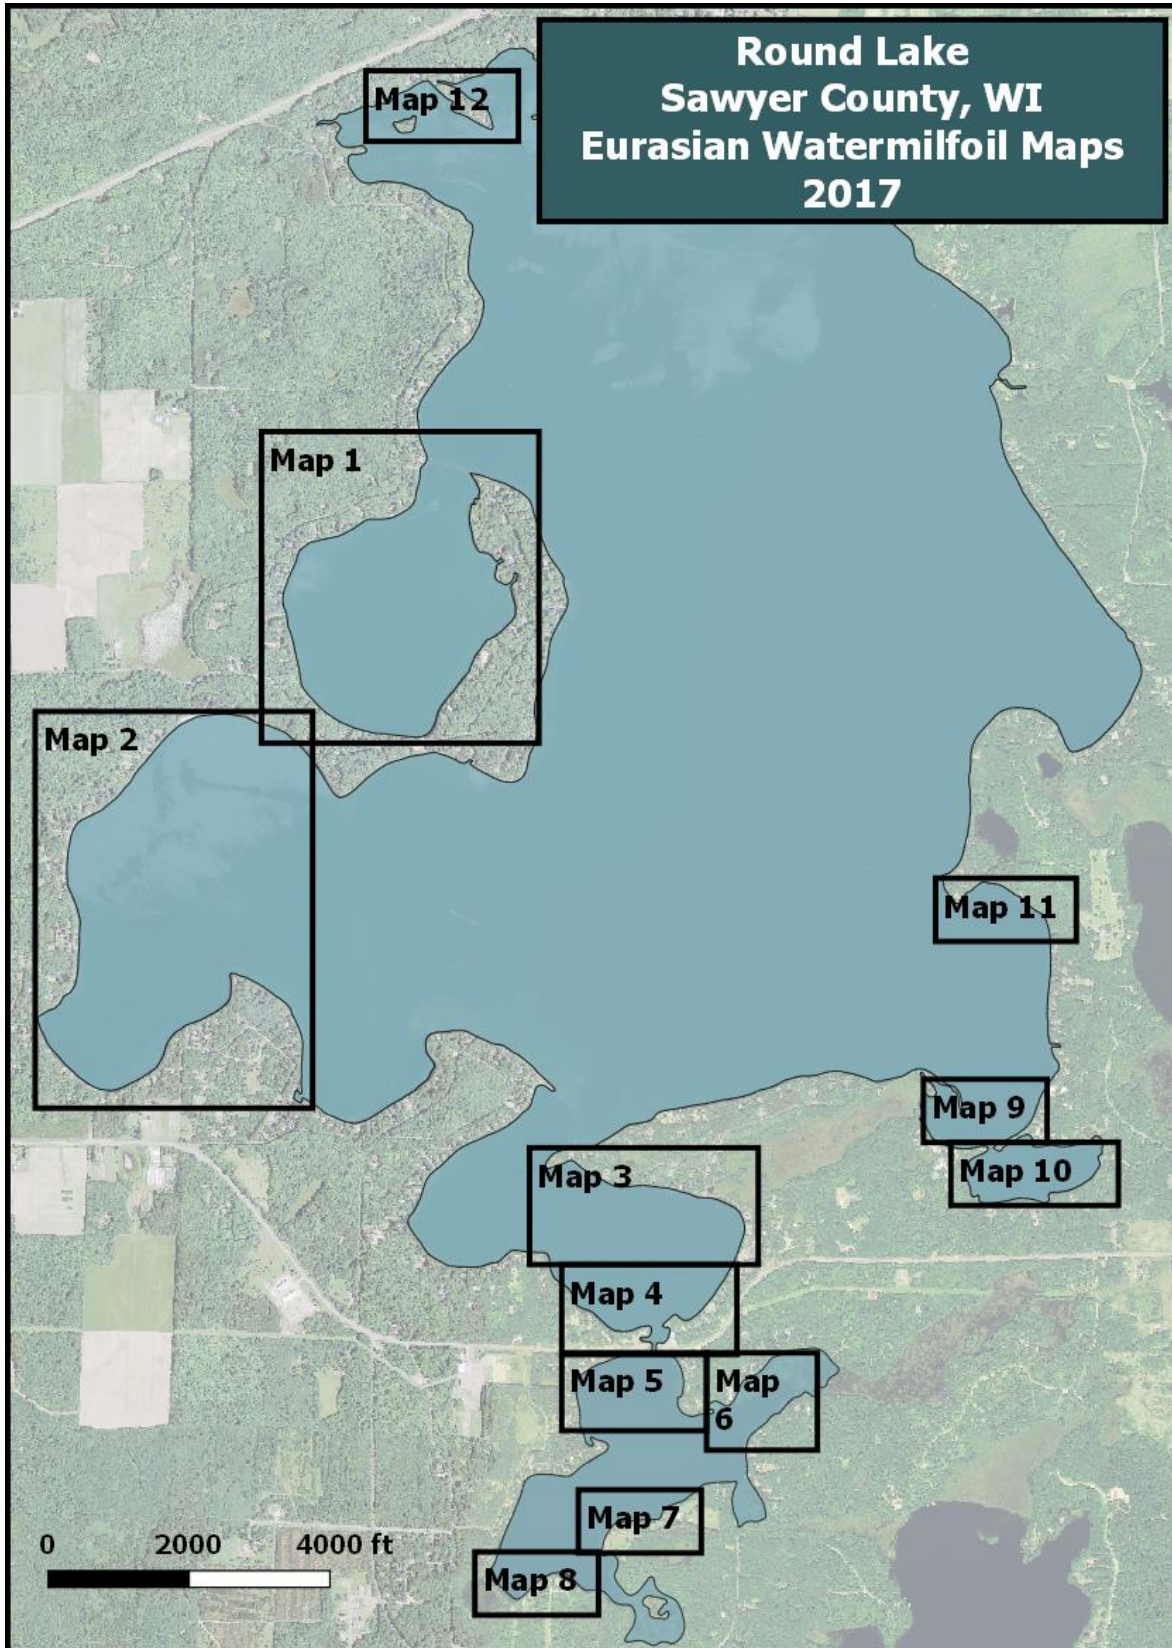 Round Lake
Sawyer County, WI
Eurasian Watermilfoil Maps
2017
Map 12
Map 1
Map 2
Map 11
Map 9
Map 10
Map 3
Map 4
Map 5
Map
6
Map 7
Map 8
0 2000 4000 ft